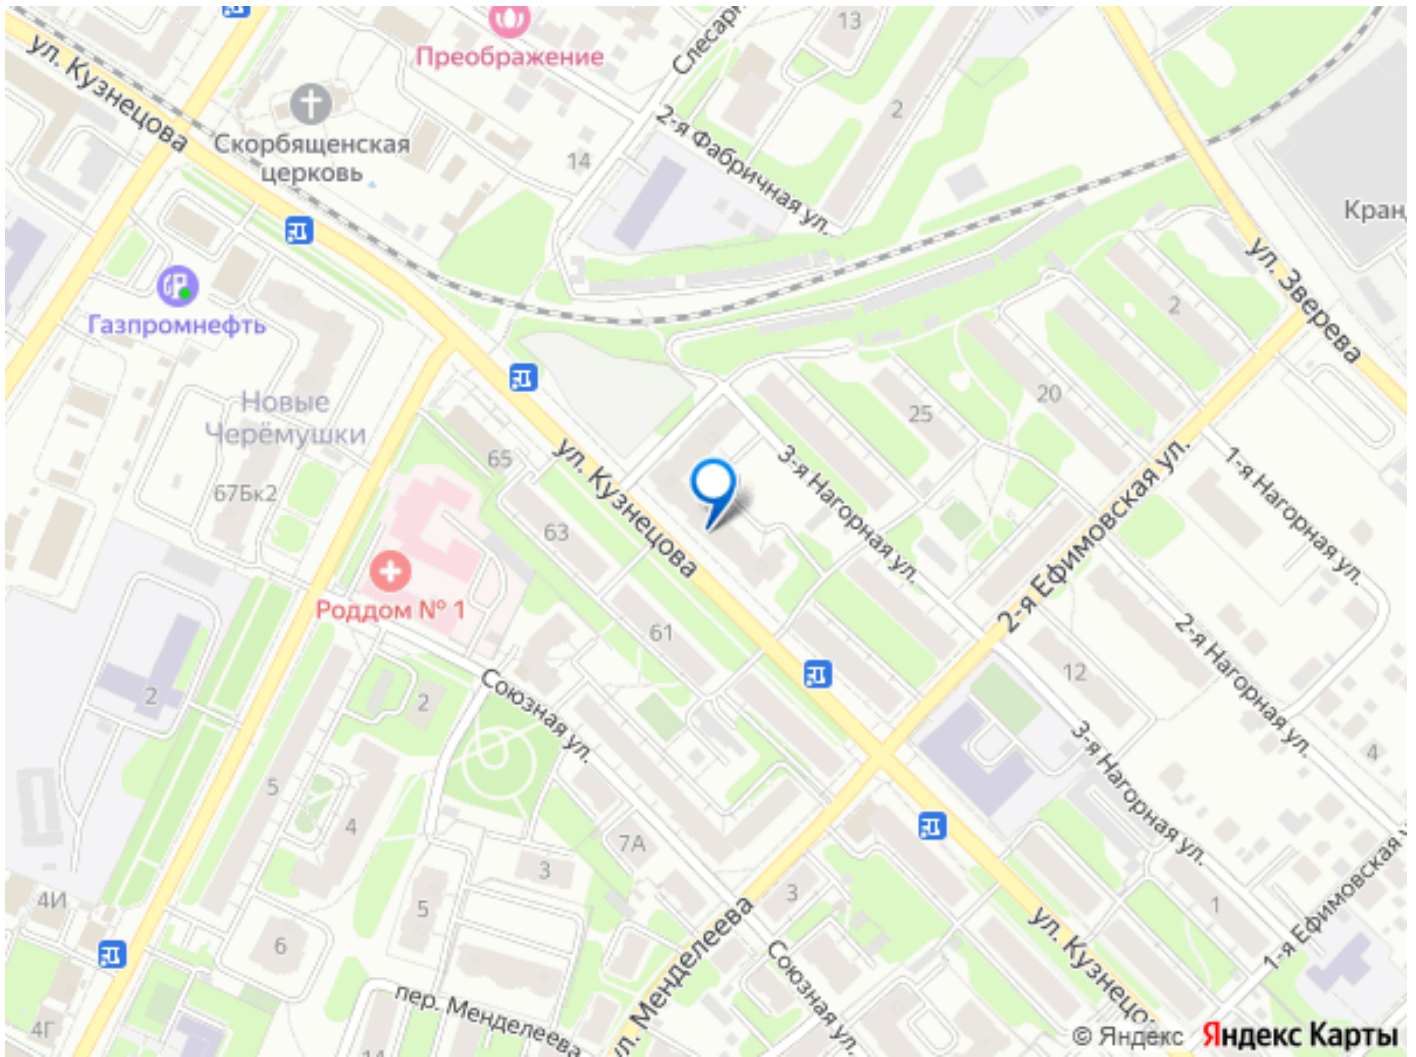 13
Преображение
Слесарн
ул. Кузнецова
2
2-я Фабричная ул.
Скорбященская
церковь
14
Кран
ул. Зверева
Газпромнефть
2
Новые
Черёмушки
20
25
65
ул. Кузнецова
3-я Нагорная ул.
1-я Нагорная ул.
67Бк2
63
2-я Ефимовская ул.
Роддом № 1
61
2-я Нагорная ул.
12
2
2
Союзная ул.
3-я Нагорная ул.
4
5
4
7А
3
3
5
4И
6
1
1-я Ефимовская у
ул. Менделеева
Союзная ул.
ул. Кузнецо
пер. Менделеева
4Г
14
© Яндекс Яндекс Карты